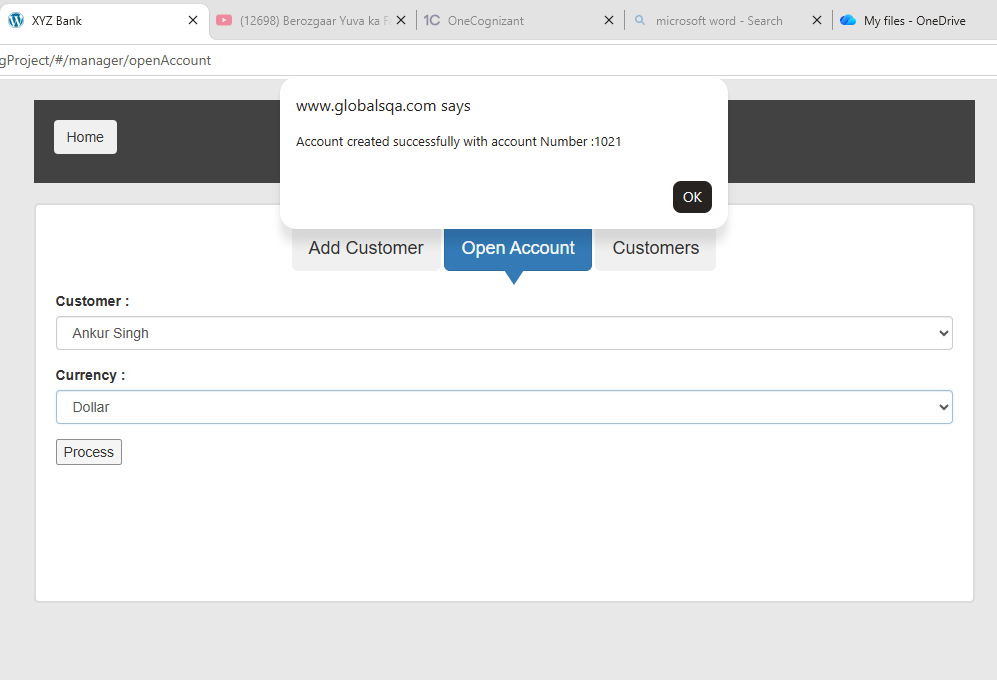 XYZ Bank
(12698) Berozgaar Yuva ka
1C OneCognizant
microsoft word - Search
My files - OneDrive
gProject/#/manager/openAccount
www.globalsqa.com says
Account created successfully with account Number :1021
OK
Home
Add Customer
Open Account
Customers
Customer :
Ankur Singh
Currency :
Dollar
Process